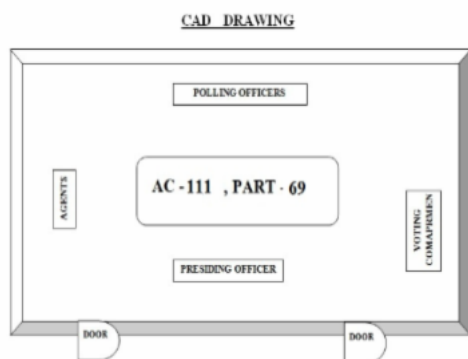 CAD DRAWING
POLLING OFFICERS
AGENTS
AC -111 , PART - 69
VOTING
COMAPRMEN
PRESIDING OFFICER
DOOR
DOOR